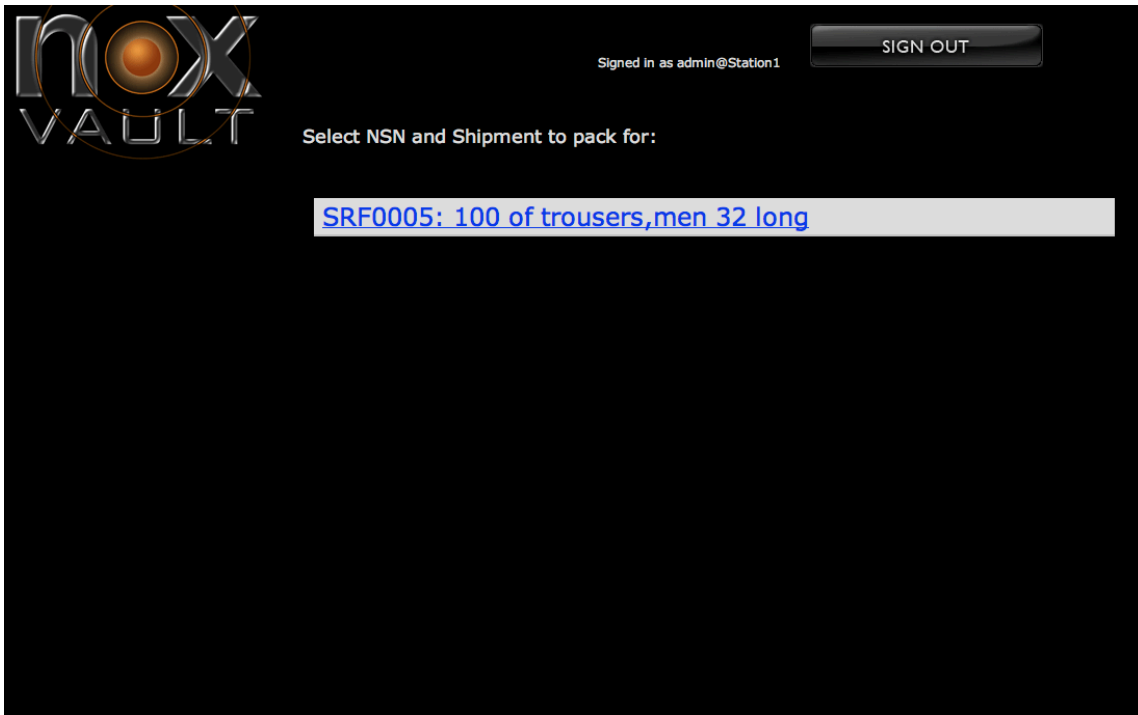 nox
VAULT
Signed in as admin@Station1
SIGN OUT
Select NSN and Shipment to pack for:
SRF0005: 100 of trousers,men 32 long